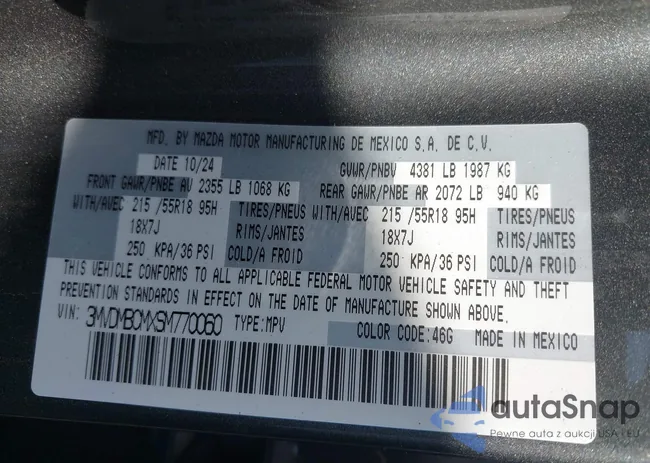 MFD. BY MAZDA MOTOR MANUFACTURING DE MEXICO S.A. DE C.V.
DATE 10/24 GVWR/PNBV 4381 LB 1987 KG
FRONT GAWR/PNBE AV 2355 LB 1068 KG REAR GAWR/PNBE AR 2072 LB 940 KG
WITH/AVEC 215 /55R18 95H TIRES/PNEUS WITH/AVEC 215 /55R18 95H TIRES/PNEUS
18X7J RIMS/JANTES 18X7J RIMS/JANTES
250 KPA/36 PSI COLD/A FROID 250 KPA/36 PSI COLD/A FROID
THIS VEHICLE CONFORMS TO ALL APPLICABLE FEDERAL MOTOR VEHICLE SAFETY AND THEFT
PREVENTION STANDARDS IN EFFECT ON THE DATE OF MANUFACTURE SHOWN ABOVE.
VIN: 3MVDMBCMXSM770060 TYPE:MPV COLOR CODE:46G MADE IN MEXICO
autaSnap
Pewne auta z aukcji USA i EU